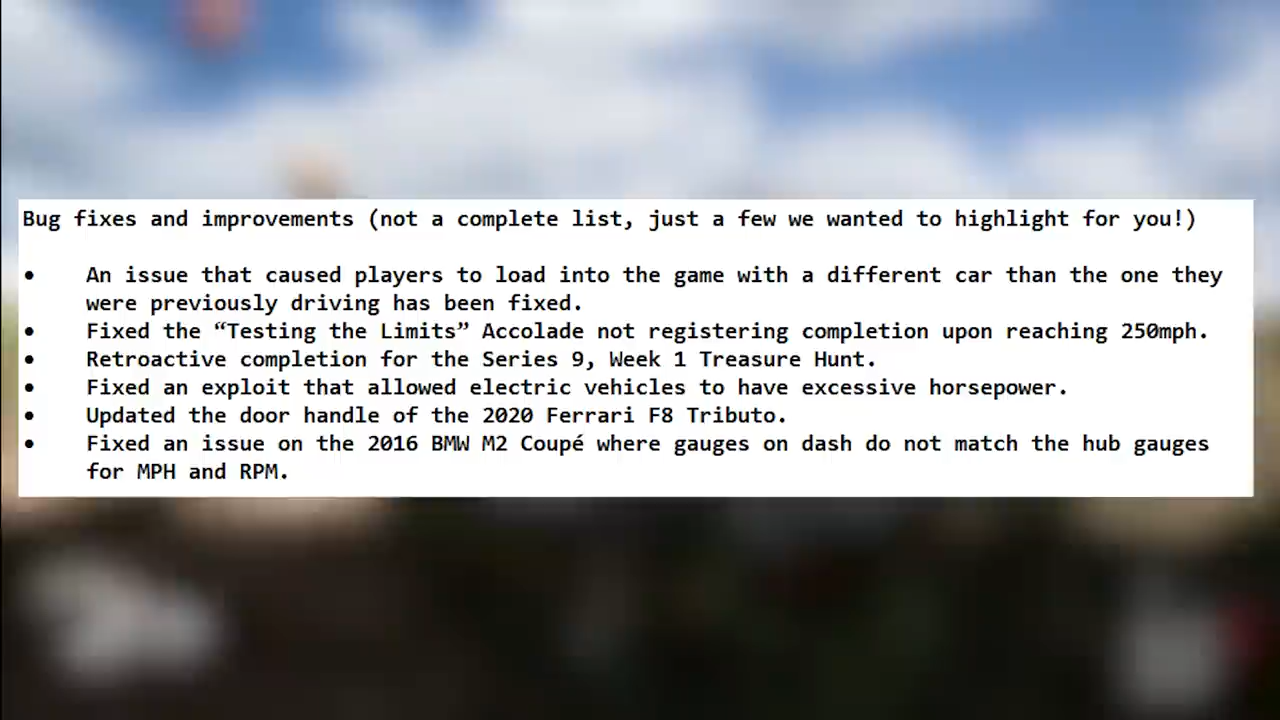 Bug fixes and improvements (not a complete list, just a few we wanted to highlight for you!)
• An issue that caused players to load into the game with a different car than the one they
were previously driving has been fixed.
• Fixed the “Testing the Limits” Accolade not registering completion upon reaching 250mph.
• Retroactive completion for the Series 9, Week 1 Treasure Hunt.
• Fixed an exploit that allowed electric vehicles to have excessive horsepower.
• Updated the door handle of the 2020 Ferrari F8 Tributo.
• Fixed an issue on the 2016 BMW M2 Coupé where gauges on dash do not match the hub gauges
for MPH and RPM.